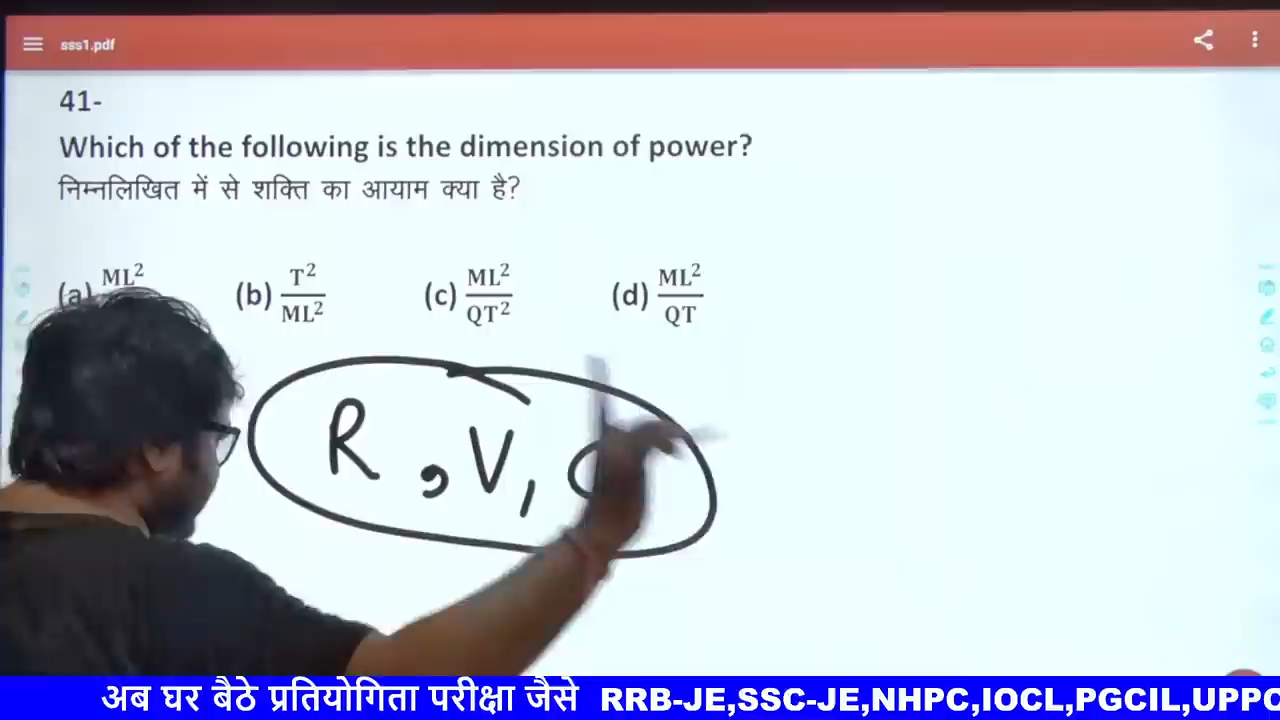 sss1.pdf
41-
Which of the following is the dimension of power?
निम्नलिखित में से शक्ति का आयाम क्या है?
(a) ML²
(b) T²/ML² (c) ML²/QT² (d) ML²/QT
R , V ,
अब घर बैठे प्रतियोगिता परीक्षा जैसे RRB-JE,SSC-JE,NHPC,IOCL,PGCIL,UPPC